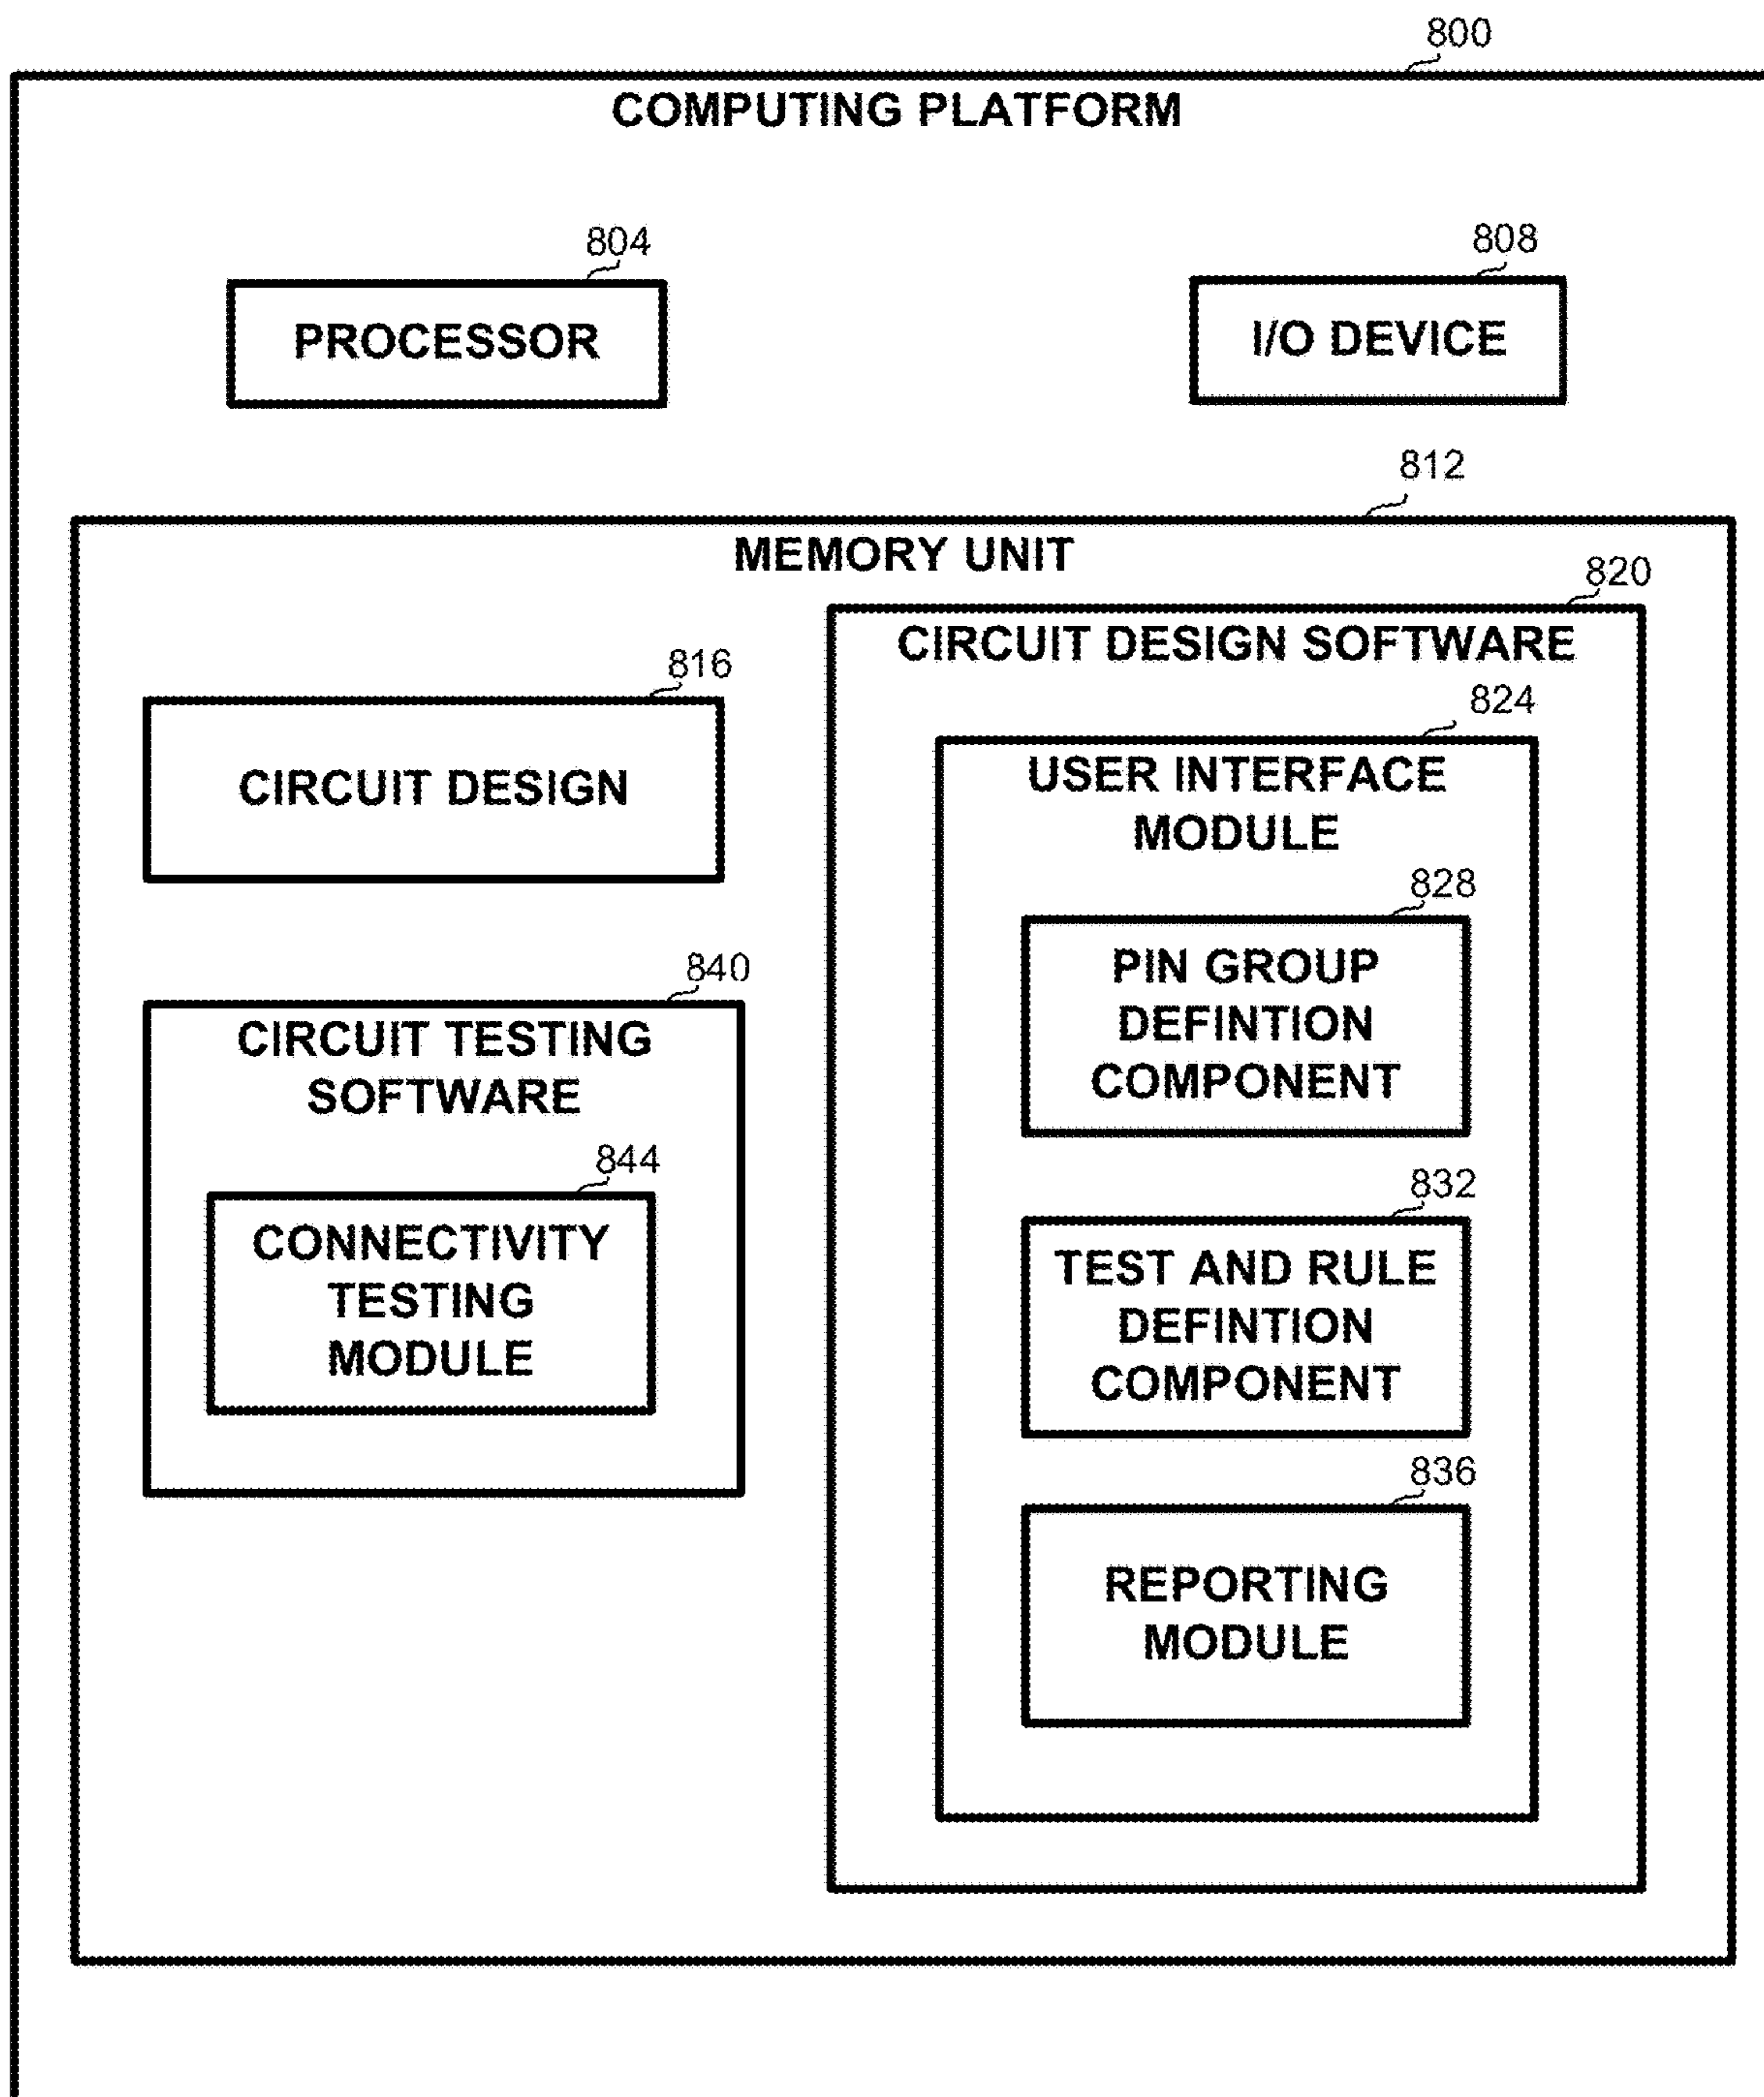 800
COMPUTING PLATFORM
804
PROCESSOR
808
I/O DEVICE
812
MEMORY UNIT
816
CIRCUIT DESIGN
840
CIRCUIT TESTING
SOFTWARE
844
CONNECTIVITY
TESTING
MODULE
820
CIRCUIT DESIGN SOFTWARE
824
USER INTERFACE
MODULE
828
PIN GROUP
DEFINTION
COMPONENT
832
TEST AND RULE
DEFINTION
COMPONENT
836
REPORTING
MODULE